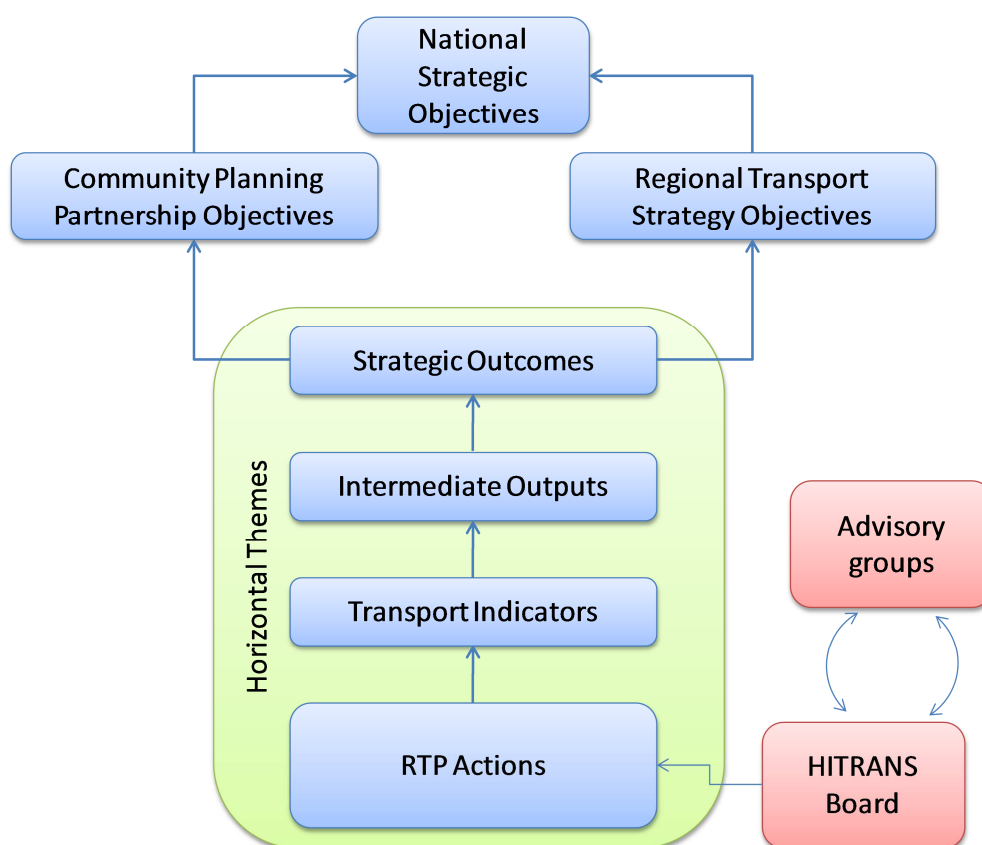 National
Strategic
Objectives
Community Planning
Partnership Objectives
Regional Transport
Strategy Objectives
Strategic Outcomes
Intermediate Outputs
Horizontal Themes
Transport Indicators
Advisory
groups
RTP Actions
HITRANS
Board